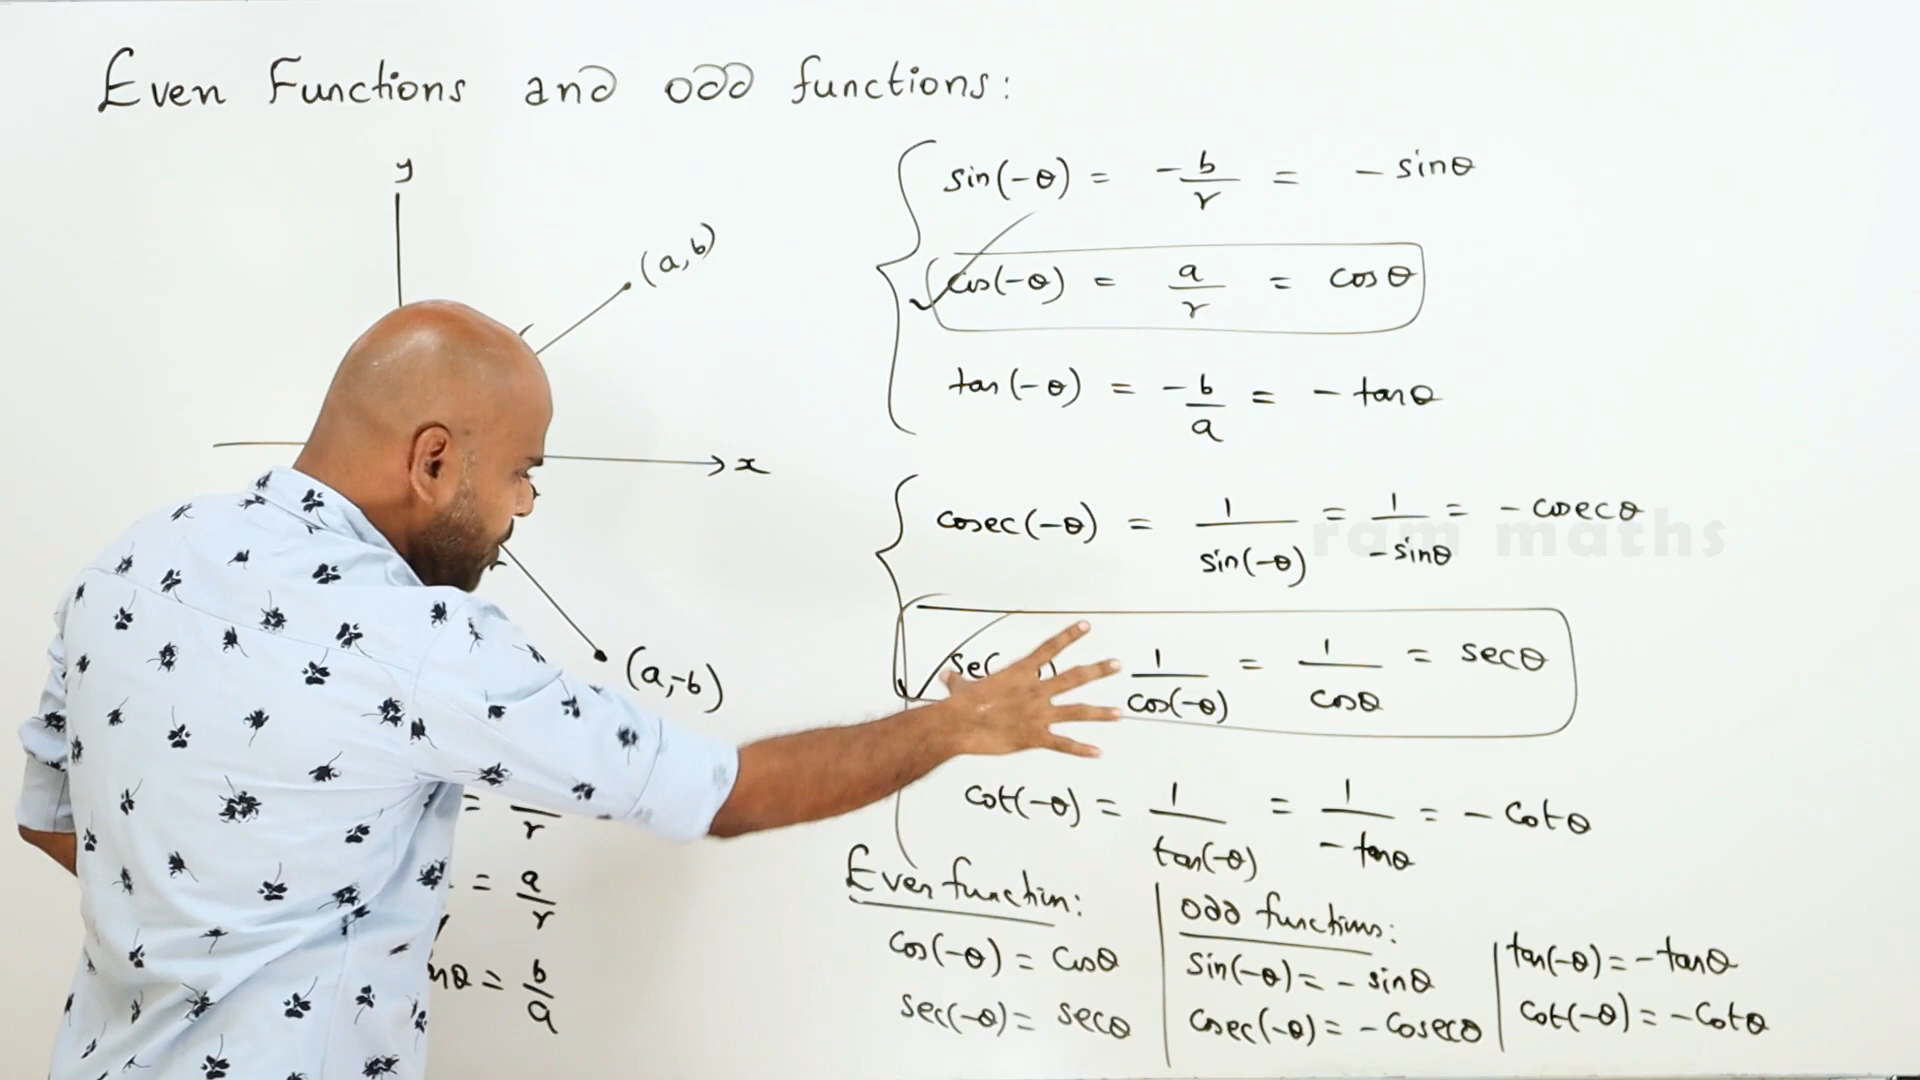 Even Functions and odd functions:
y
(a,b)
x
(a,-b)
= /r
= a/r
nθ = b/a
sin(-θ) = -b/r = - sinθ
cos(-θ) = a/r = cosθ
tan(-θ) = -b/a = - tanθ
cosec(-θ) = 1/sin(-θ) = 1/-sinθ = - cosecθ
ram maths
sec 1/cos(-θ) = 1/cosθ = secθ
cot(-θ) = 1/tan(-θ) = 1/-tanθ = - cotθ
Even function:
cos(-θ) = cosθ
sec(-θ) = secθ
odd functions:
sin(-θ) = - sinθ
cosec(-θ) = - cosecθ
tan(-θ) = - tanθ
cot(-θ) = - cotθ